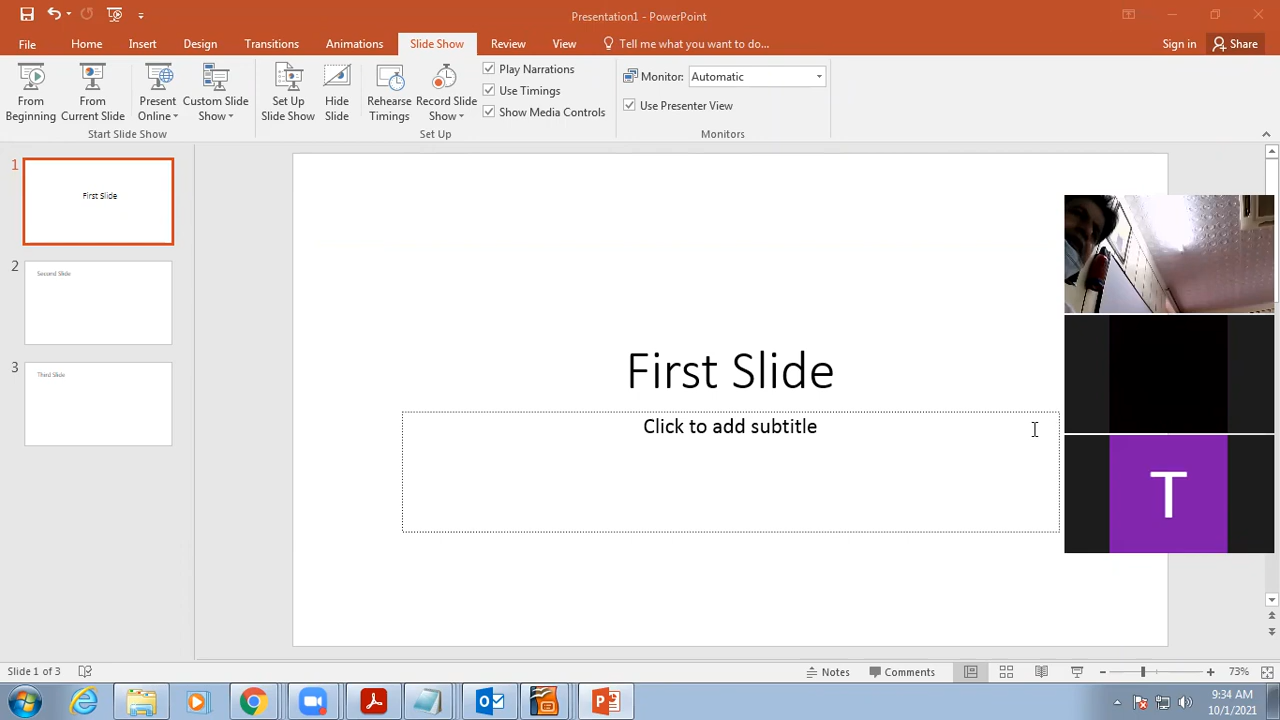 Presentation1 - PowerPoint
File Home Insert Design Transitions Animations Slide Show Review View Tell me what you want to do... Sign in Share
From Beginning
From Current Slide
Present Online
Custom Slide Show
Start Slide Show
Set Up Slide Show
Hide Slide
Rehearse Timings
Record Slide Show
Play Narrations
Use Timings
Show Media Controls
Set Up
Monitor: Automatic
Use Presenter View
Monitors
1
First Slide
2
Second Slide
3
Third Slide
First Slide
Click to add subtitle
T
Slide 1 of 3 Notes Comments 73%
9:34 AM
10/1/2021